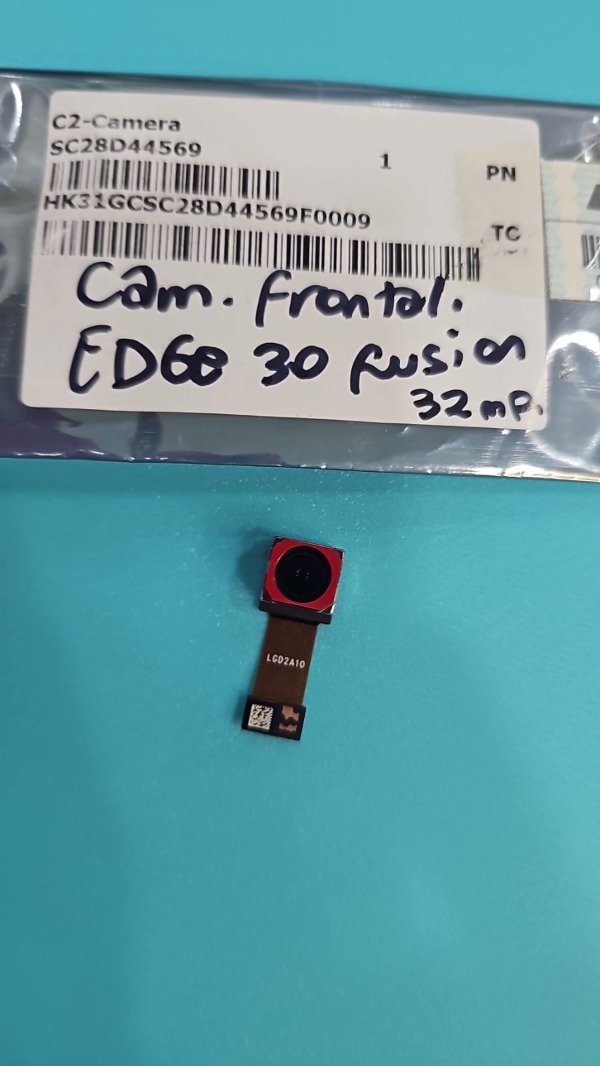 C2-Camera
SC28D44569
1
PN
HK31GCSC28D44569F0009
TC
Cam. frontal.
EDGe 30 fusion
32 mp.
LGD2A10